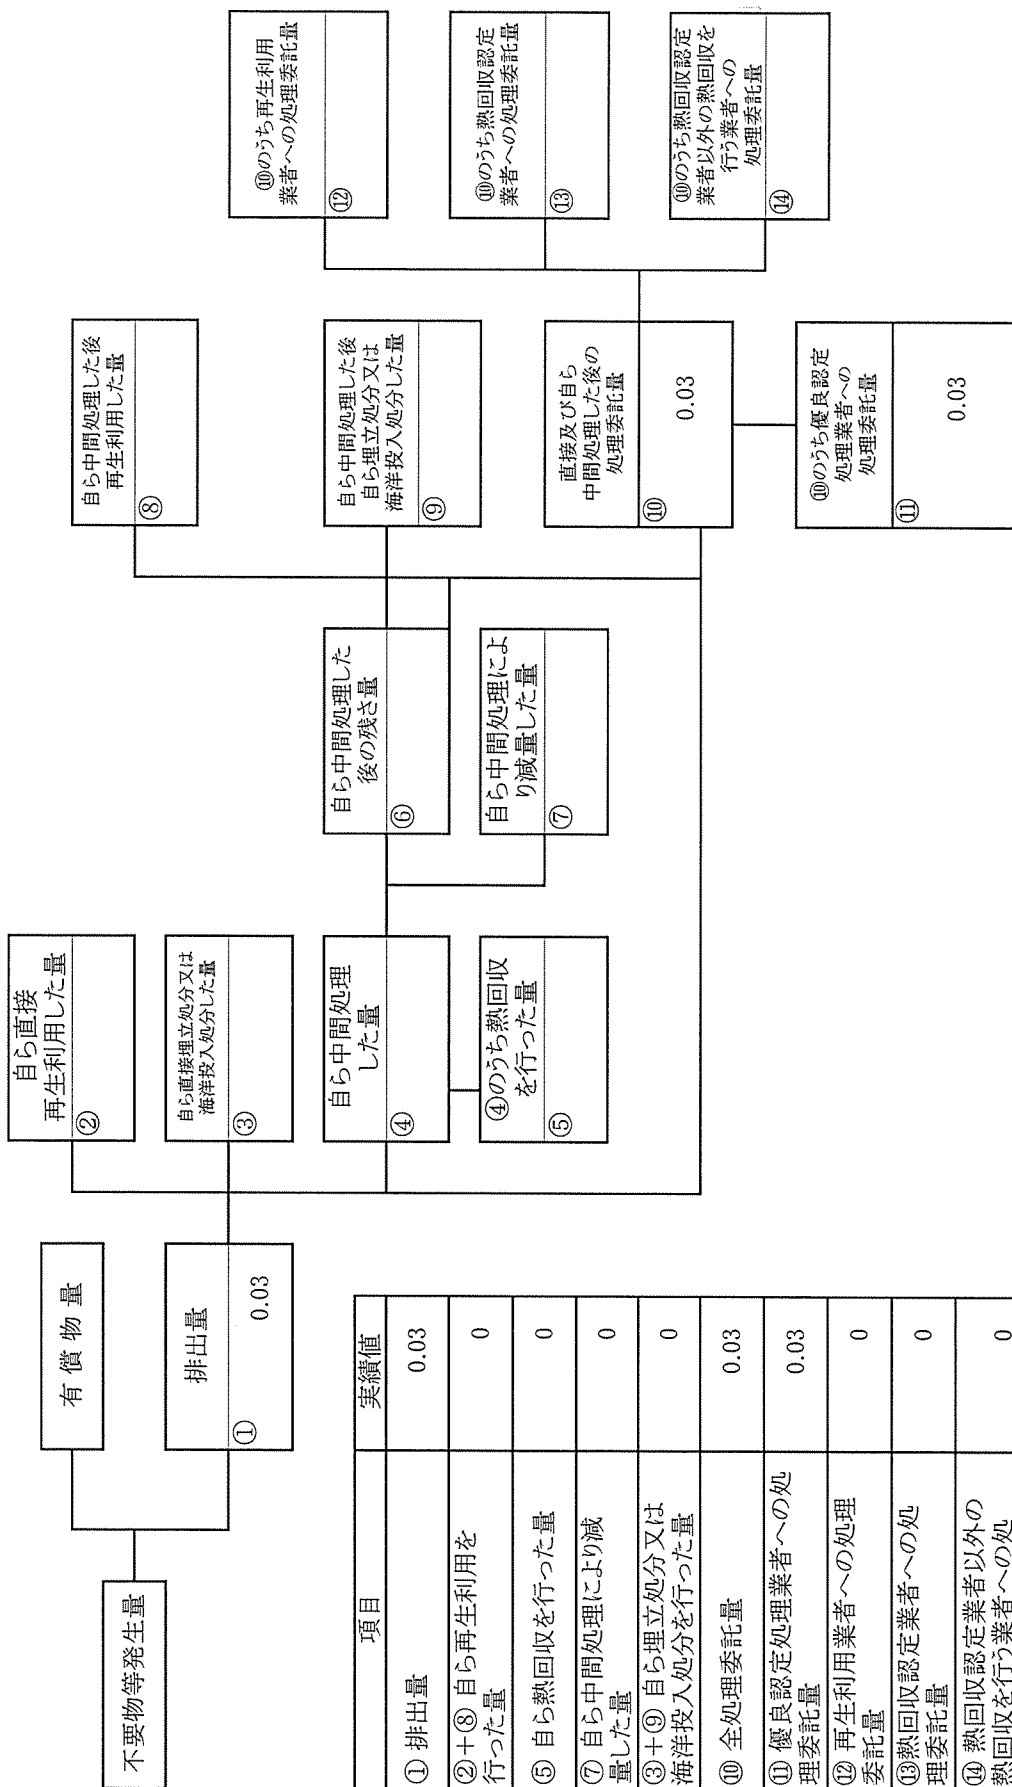 不要物等発生量
有償物量
排出量
①
0.03
自ら直接
再生利用した量
②
自ら直接埋立処分又は
海洋投入処分した量
③
自ら中間処理
した量
④
④のうち熱回収
を行った量
⑤
自ら中間処理した
後の残さ量
⑥
自ら中間処理によ
り減量した量
⑦
自ら中間処理した後
再生利用した量
⑧
自ら中間処理した後
自ら埋立処分又は
海洋投入処分した量
⑨
直接及び自ら
中間処理した後の
処理委託量
⑩
0.03
⑩のうち優良認定
処理業者への
処理委託量
⑪
0.03
⑩のうち再生利用
業者への処理委託量
⑫
⑩のうち熱回収認定
業者への処理委託量
⑬
⑩のうち熱回収認定
業者以外の熱回収を
行う業者への
処理委託量
⑭
項目 実績値
① 排出量 0.03
②+⑧ 自ら再生利用を
行った量 0
⑤ 自ら熱回収を行った量 0
⑦ 自ら中間処理により減
量した量 0
③+⑨ 自ら埋立処分又は
海洋投入処分を行った量 0
⑩ 全処理委託量 0.03
⑪ 優良認定処理業者への処
理委託量 0.03
⑫ 再生利用業者への処理
委託量 0
⑬熱回収認定業者への処
理委託量 0
⑭ 熱回収認定業者以外の
熱回収を行う業者への処 0